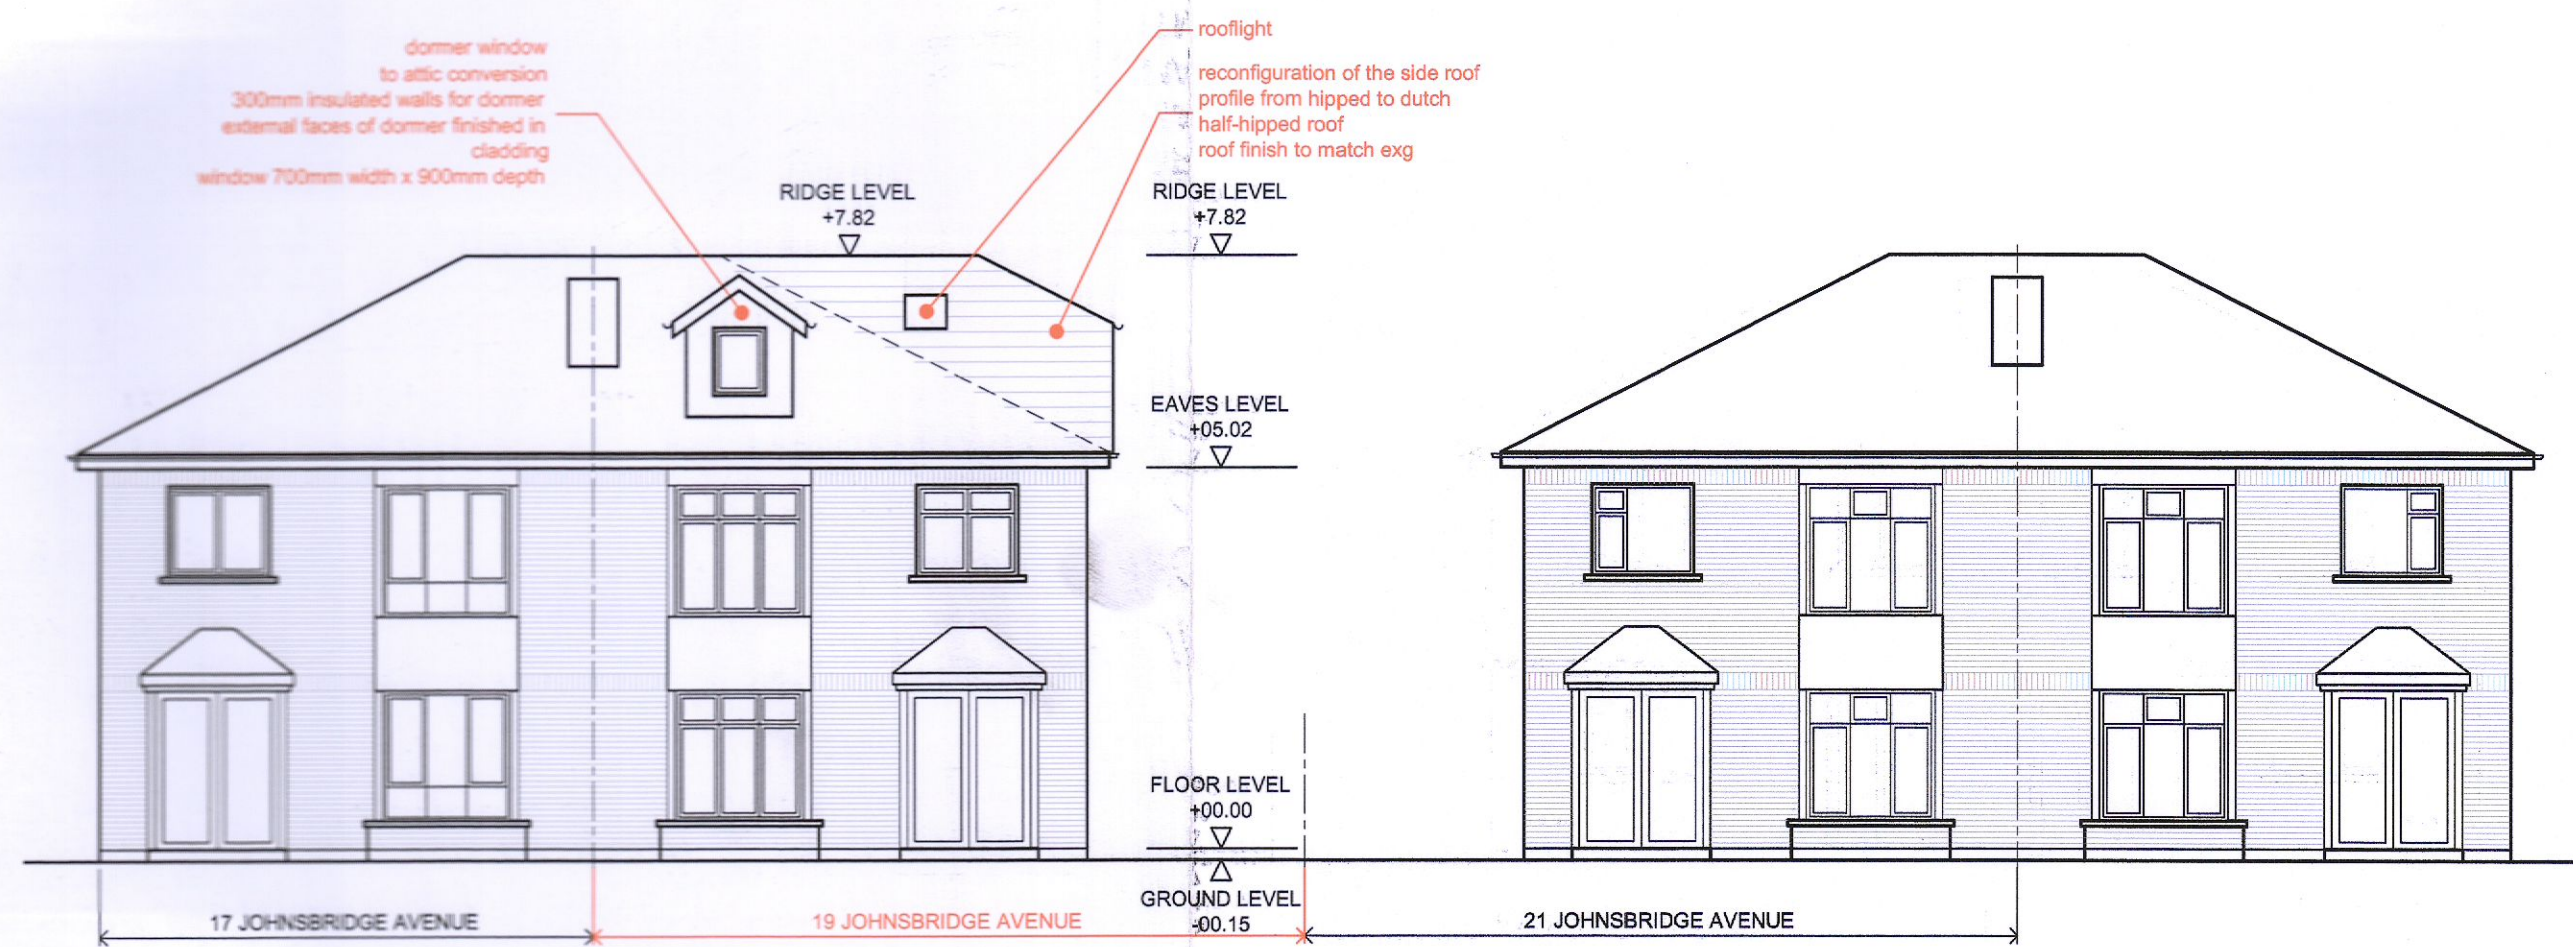 dormer window
to attic conversion
300mm insulated walls for dormer
external faces of dormer finished in
cladding
window 700mm width x 900mm depth
rooflight
reconfiguration of the side roof
profile from hipped to dutch
half-hipped roof
roof finish to match exg
RIDGE LEVEL
+7.82
RIDGE LEVEL
+7.82
EAVES LEVEL
+05.02
FLOOR LEVEL
+00.00
GROUND LEVEL
-00.15
17 JOHNSBRIDGE AVENUE
19 JOHNSBRIDGE AVENUE
21 JOHNSBRIDGE AVENUE